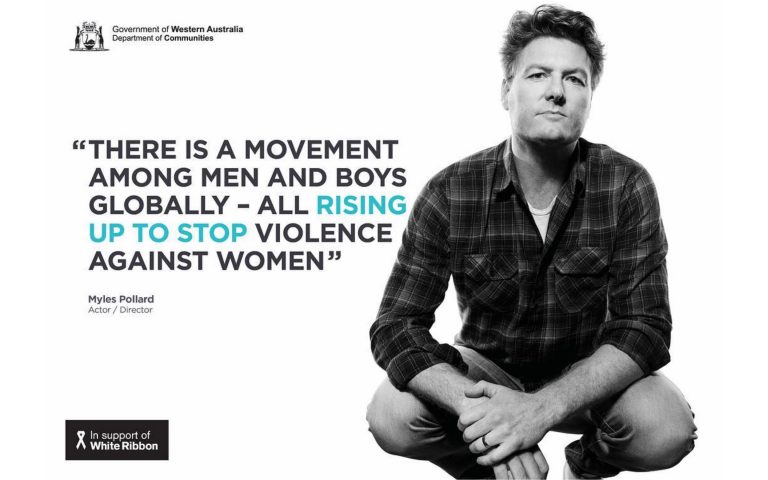 Government of Western Australia
Department of Communities
“THERE IS A MOVEMENT
AMONG MEN AND BOYS
GLOBALLY – ALL RISING
UP TO STOP VIOLENCE
AGAINST WOMEN”
Myles Pollard
Actor / Director
In support of
White Ribbon